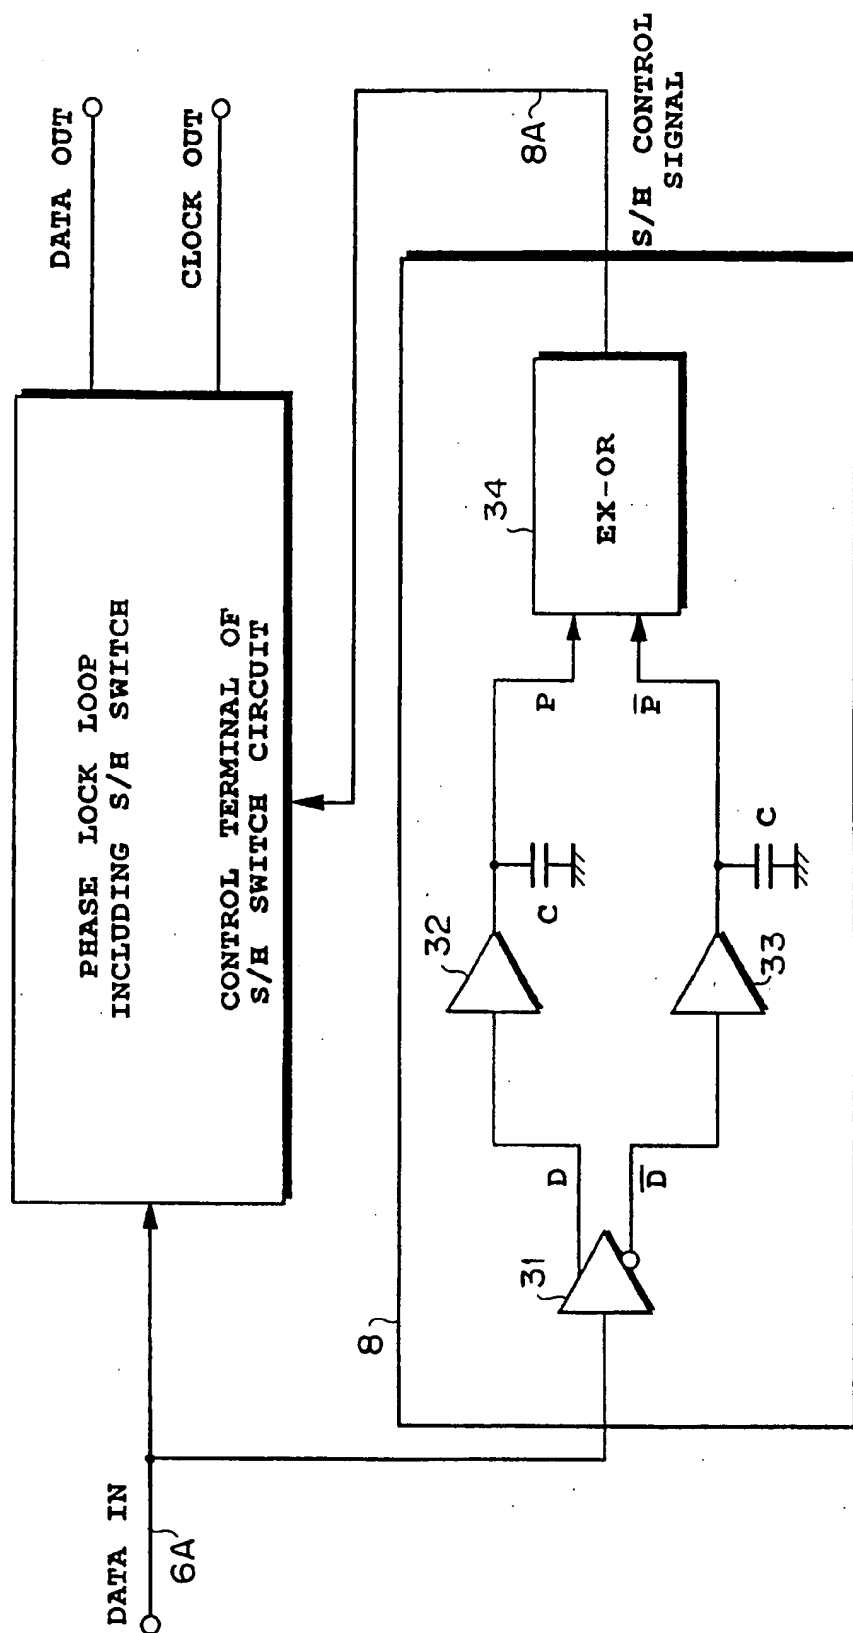 DATA IN
6A
PHASE LOCK LOOP
INCLUDING S/H SWITCH
CONTROL TERMINAL OF
S/H SWITCH CIRCUIT
DATA OUT
CLOCK OUT
8
31
D
D̅
32
33
C
C
P
P̅
34
EX-OR
8A
S/H CONTROL
SIGNAL